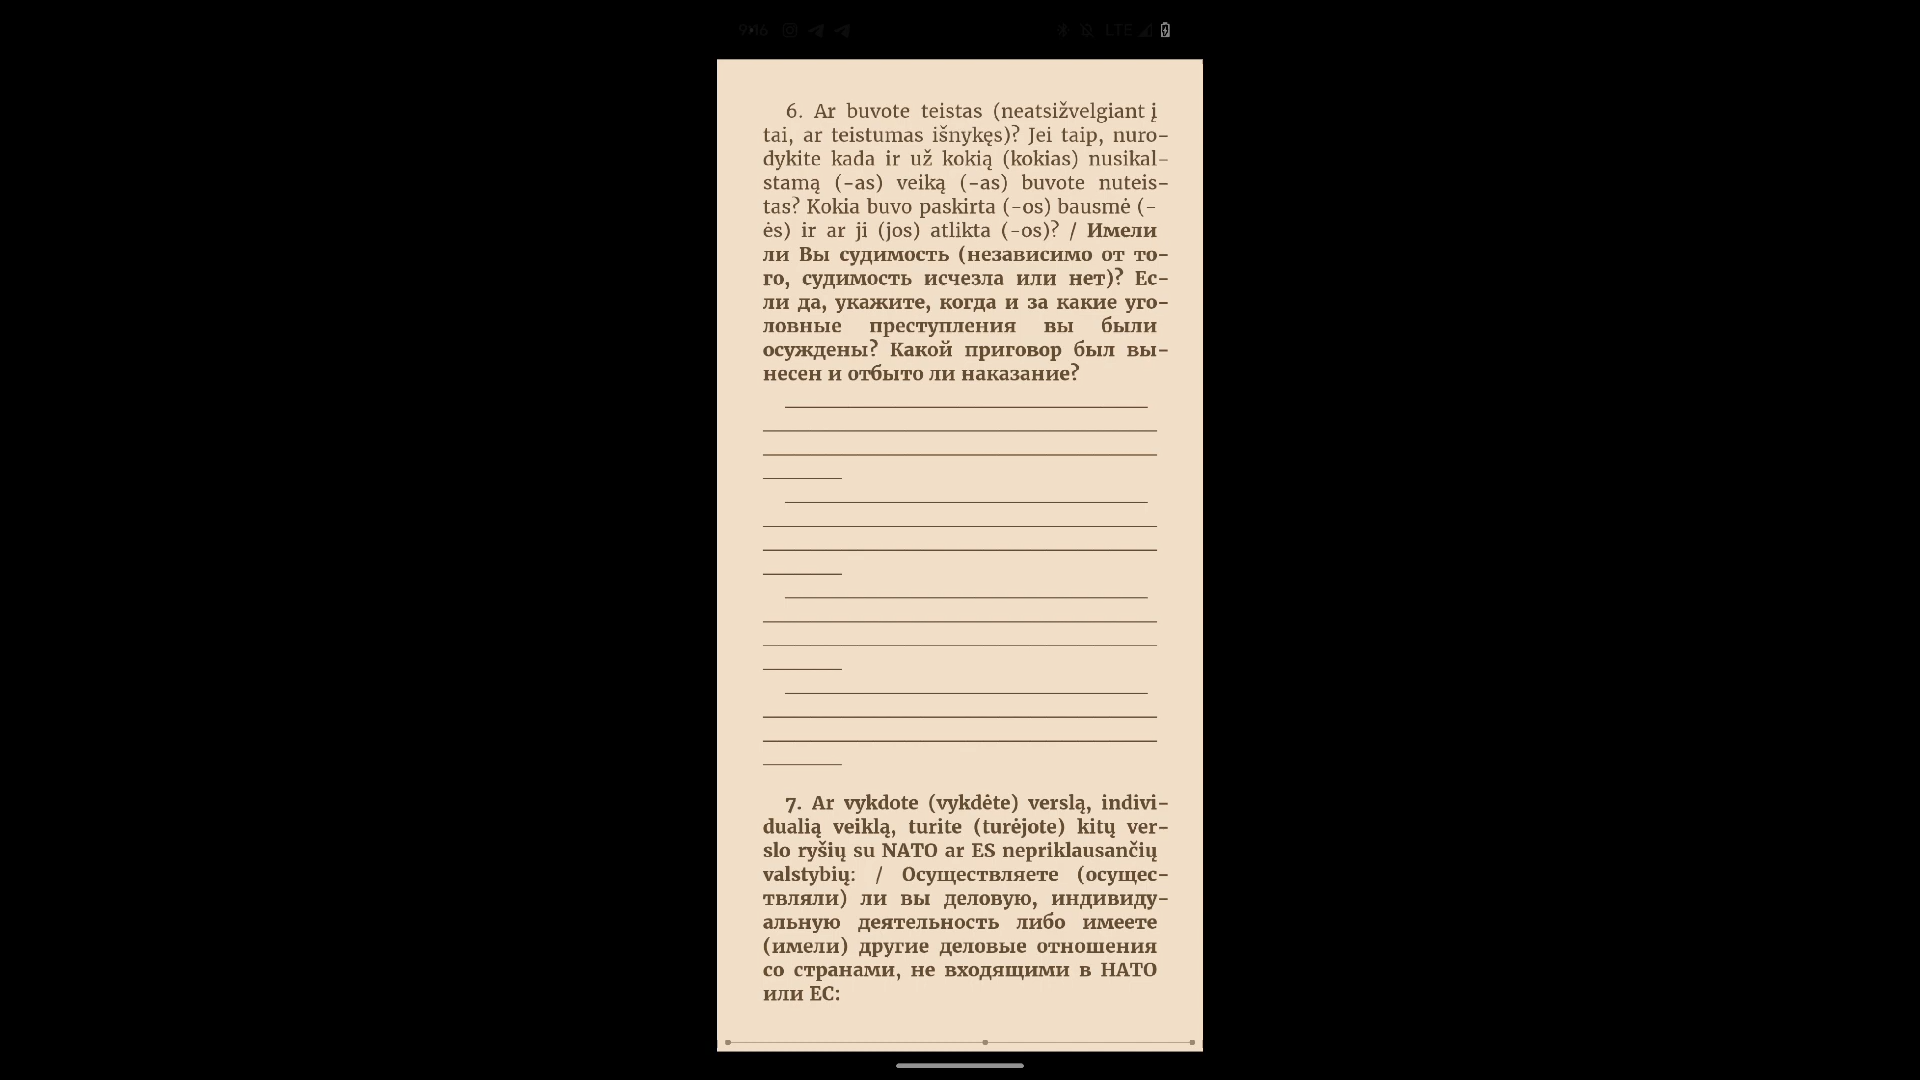 9:16 LTE
6. Ar buvote teistas (neatsižvelgiant į
tai, ar teistumas išnykęs)? Jei taip, nuro-
dykite kada ir už kokią (kokias) nusikal-
stamą (-as) veiką (-as) buvote nuteis-
tas? Kokia buvo paskirta (-os) bausmė (-
ės) ir ar ji (jos) atlikta (-os)? / Имели
ли Вы судимость (независимо от то-
го, судимость исчезла или нет)? Ес-
ли да, укажите, когда и за какие уго-
ловные преступления вы были
осуждены? Какой приговор был вы-
несен и отбыто ли наказание?
7. Ar vykdote (vykdėte) verslą, indivi-
dualią veiklą, turite (turėjote) kitų ver-
slo ryšių su NATO ar ES nepriklausančių
valstybių: / Осуществляете (осущес-
твляли) ли вы деловую, индивиду-
альную деятельность либо имеете
(имели) другие деловые отношения
со странами, не входящими в НАТО
или ЕС: